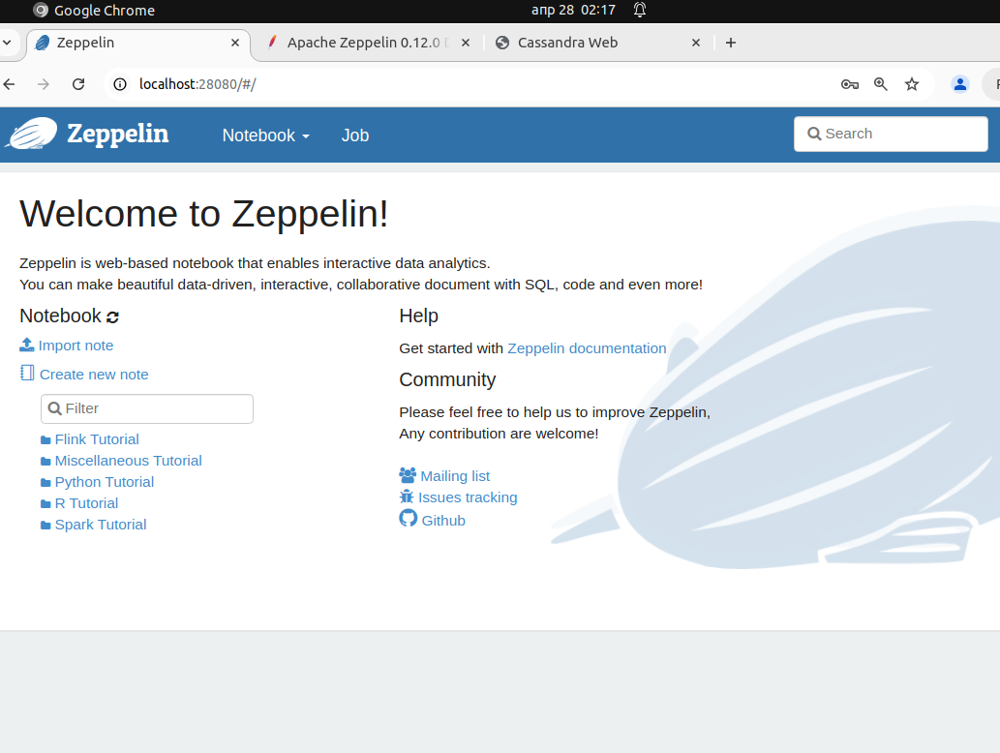 Google Chrome
апр 28 02:17
Zeppelin
Apache Zeppelin 0.12.0
Cassandra Web
localhost:28080/#/
Zeppelin
Notebook
Job
Search
Welcome to Zeppelin!
Zeppelin is web-based notebook that enables interactive data analytics.
You can make beautiful data-driven, interactive, collaborative document with SQL, code and even more!
Notebook
Import note
Create new note
Filter
Flink Tutorial
Miscellaneous Tutorial
Python Tutorial
R Tutorial
Spark Tutorial
Help
Get started with Zeppelin documentation
Community
Please feel free to help us to improve Zeppelin,
Any contribution are welcome!
Mailing list
Issues tracking
Github